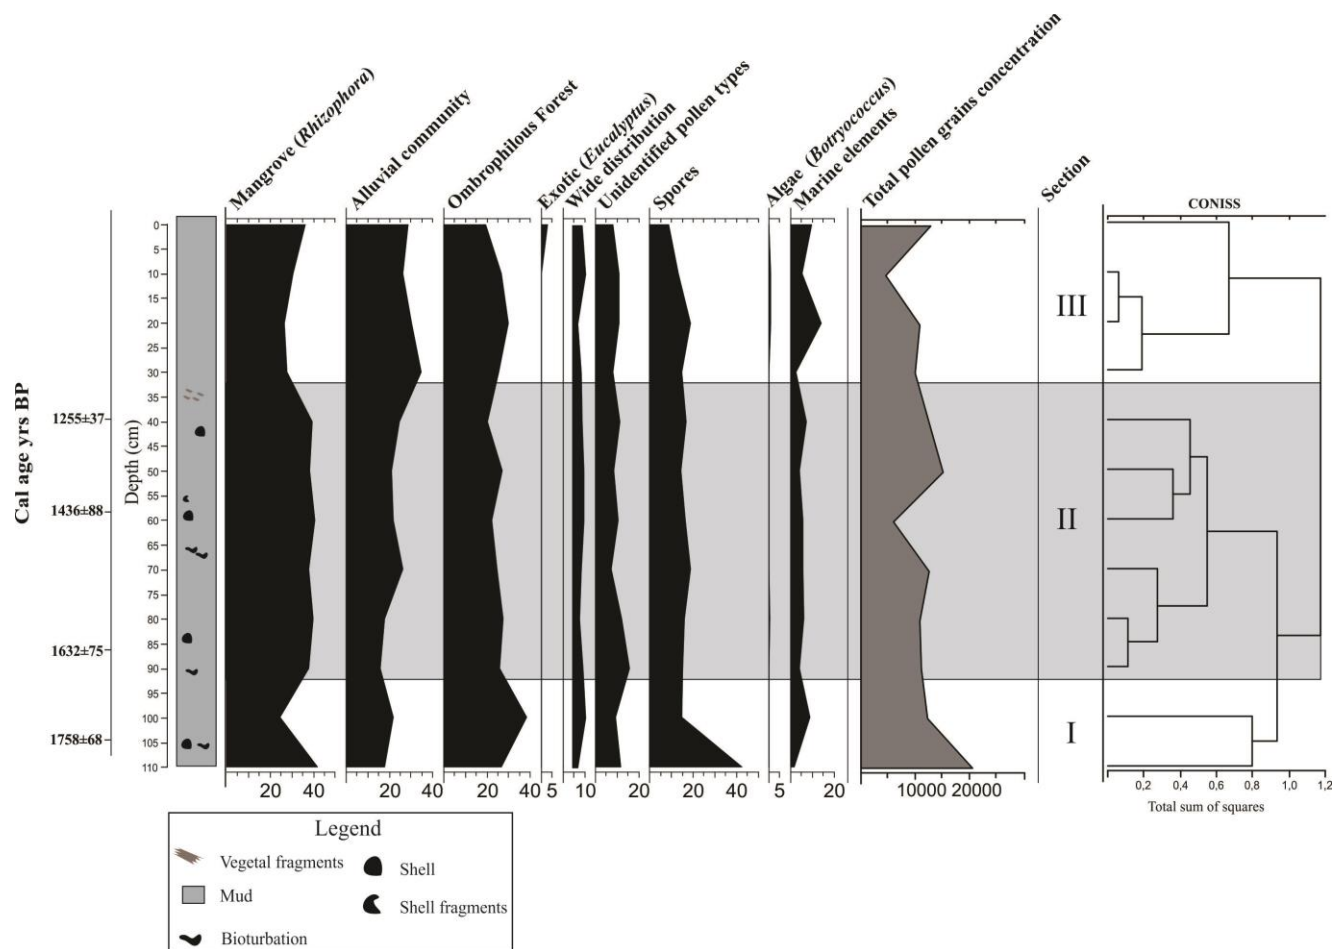 Mangrove (Rhizophora)
Alluvial community
Ombrophilous Forest
Exotic (Eucalyptus)
Wide distribution
Unidentified pollen types
Spores
Algae (Botryococcus)
Marine elements
Total pollen grains concentration
Section
CONISS
Cal age yrs BP
1255±37
1436±88
1632±75
1758±68
Depth (cm)
0
5
10
15
20
25
30
35
40
45
50
55
60
65
70
75
80
85
90
95
100
105
110
III
II
I
20 40 20 40 20 40 5 10 20 20 40 5 20 10000 20000
0,2 0,4 0,6 0,8 1,0 1,2
Total sum of squares
Legend
Vegetal fragments
Shell
Mud
Shell fragments
Bioturbation